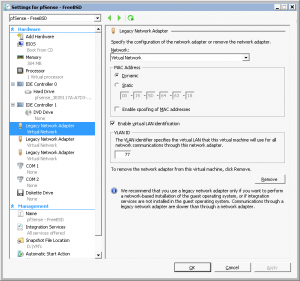 Settings for pfSense - FreeBSD
pfSense - FreeBSD
Hardware
Add Hardware
BIOS
Boot from CD
Memory
Processor
1 Virtual processor
IDE Controller 0
Hard Drive
IDE Controller 1
DVD Drive
None
Legacy Network Adapter
Virtual Network
Legacy Network Adapter
Virtual Network
Legacy Network Adapter
Virtual Network
COM 1
None
COM 2
None
Diskette Drive
None
Management
Name
pfSense - FreeBSD
Integration Services
All services offered
Snapshot File Location
Automatic Start Action
Legacy Network Adapter
Specify the configuration of the network adapter or remove the network adapter.
Network:
Virtual Network
MAC Address
Dynamic
Static
Enable spoofing of MAC addresses
Enable virtual LAN identification
VLAN ID
The VLAN identifier specifies the virtual LAN that this virtual machine will use for all
network communications through this network adapter.
77
To remove the network adapter from this virtual machine, click Remove.
Remove
We recommend that you use a legacy network adapter only if you want to perform
a network-based installation of the guest operating system, or if integration
services are not installed in the guest operating system. Communications through a
legacy network adapter are slower than through a network adapter.
OK
Cancel
Apply